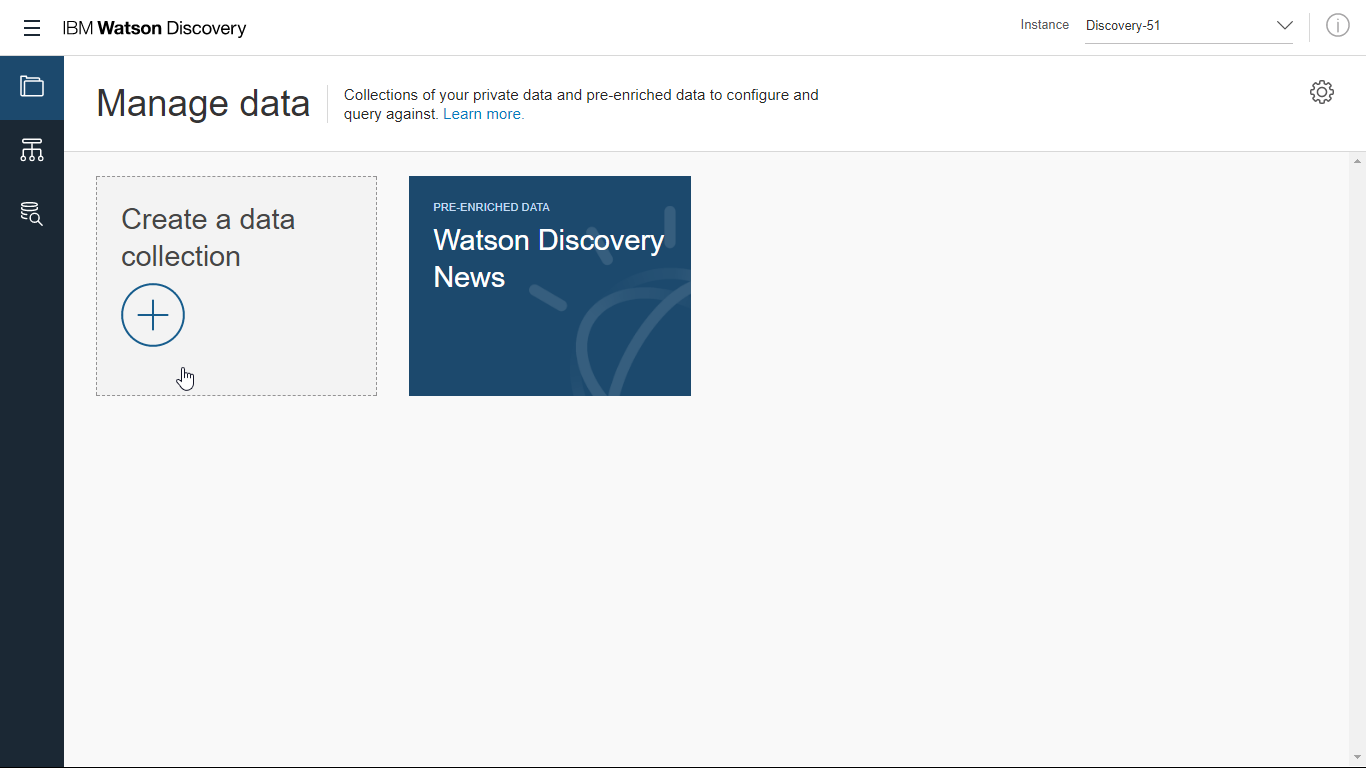 IBM Watson Discovery
Instance
Discovery-51
Manage data
Collections of your private data and pre-enriched data to configure and
query against. Learn more.
Create a data
collection
PRE-ENRICHED DATA
Watson Discovery
News